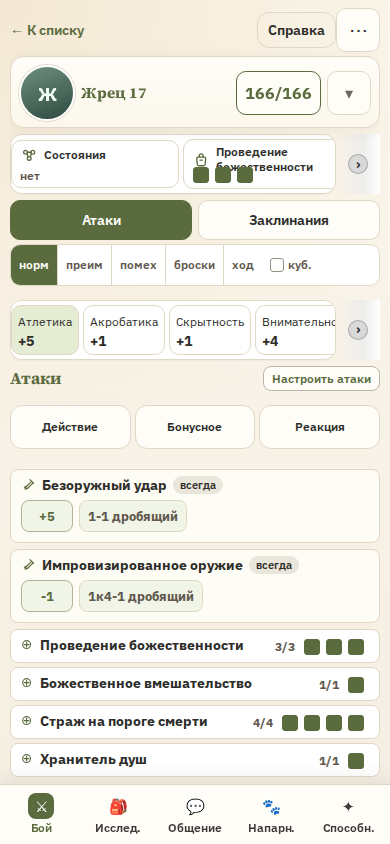 ← К списку
Справка
...
Ж
Жрец 17
166/166
▼
Состояния
нет
Проведение
божественности
Атаки
Заклинания
норм
преим
помех
броски
ход
куб.
Атлетика
+5
Акробатика
+1
Скрытность
+1
Внимательнос
+4
Атаки
Настроить атаки
Действие
Бонусное
Реакция
Безоружный удар
всегда
+5
1-1 дробящий
Импровизированное оружие
всегда
-1
1к4-1 дробящий
Проведение божественности
3/3
Божественное вмешательство
1/1
Страж на пороге смерти
4/4
Хранитель душ
1/1
Бой
Исслед.
Общение
Напарн.
Способн.